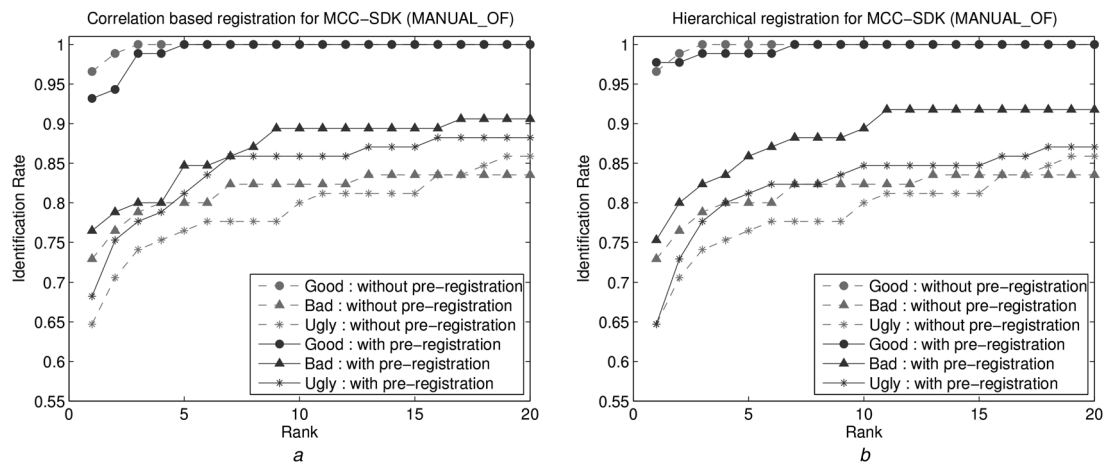 Correlation based registration for MCC−SDK (MANUAL_OF)
1
0.95
0.9
0.85
0.8
0.75
0.7
0.65
0.6
0.55
Identification Rate
Good : without pre−registration
Bad : without pre−registration
Ugly : without pre−registration
Good : with pre−registration
Bad : with pre−registration
Ugly : with pre−registration
0 5 10 15 20
Rank
a
Hierarchical registration for MCC−SDK (MANUAL_OF)
1
0.95
0.9
0.85
0.8
0.75
0.7
0.65
0.6
0.55
Identification Rate
Good : without pre−registration
Bad : without pre−registration
Ugly : without pre−registration
Good : with pre−registration
Bad : with pre−registration
Ugly : with pre−registration
0 5 10 15 20
Rank
b